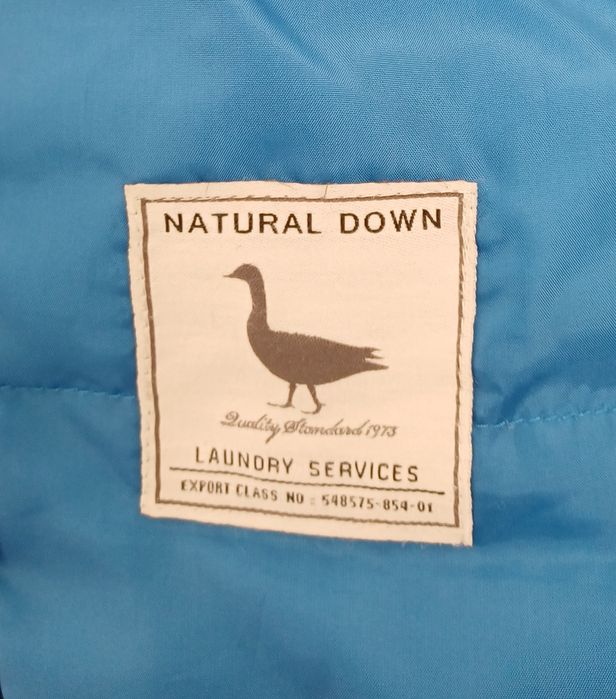 NATURAL DOWN
Quality Standard 1973
LAUNDRY SERVICES
EXPORT CLASS NO : 548575-854-01